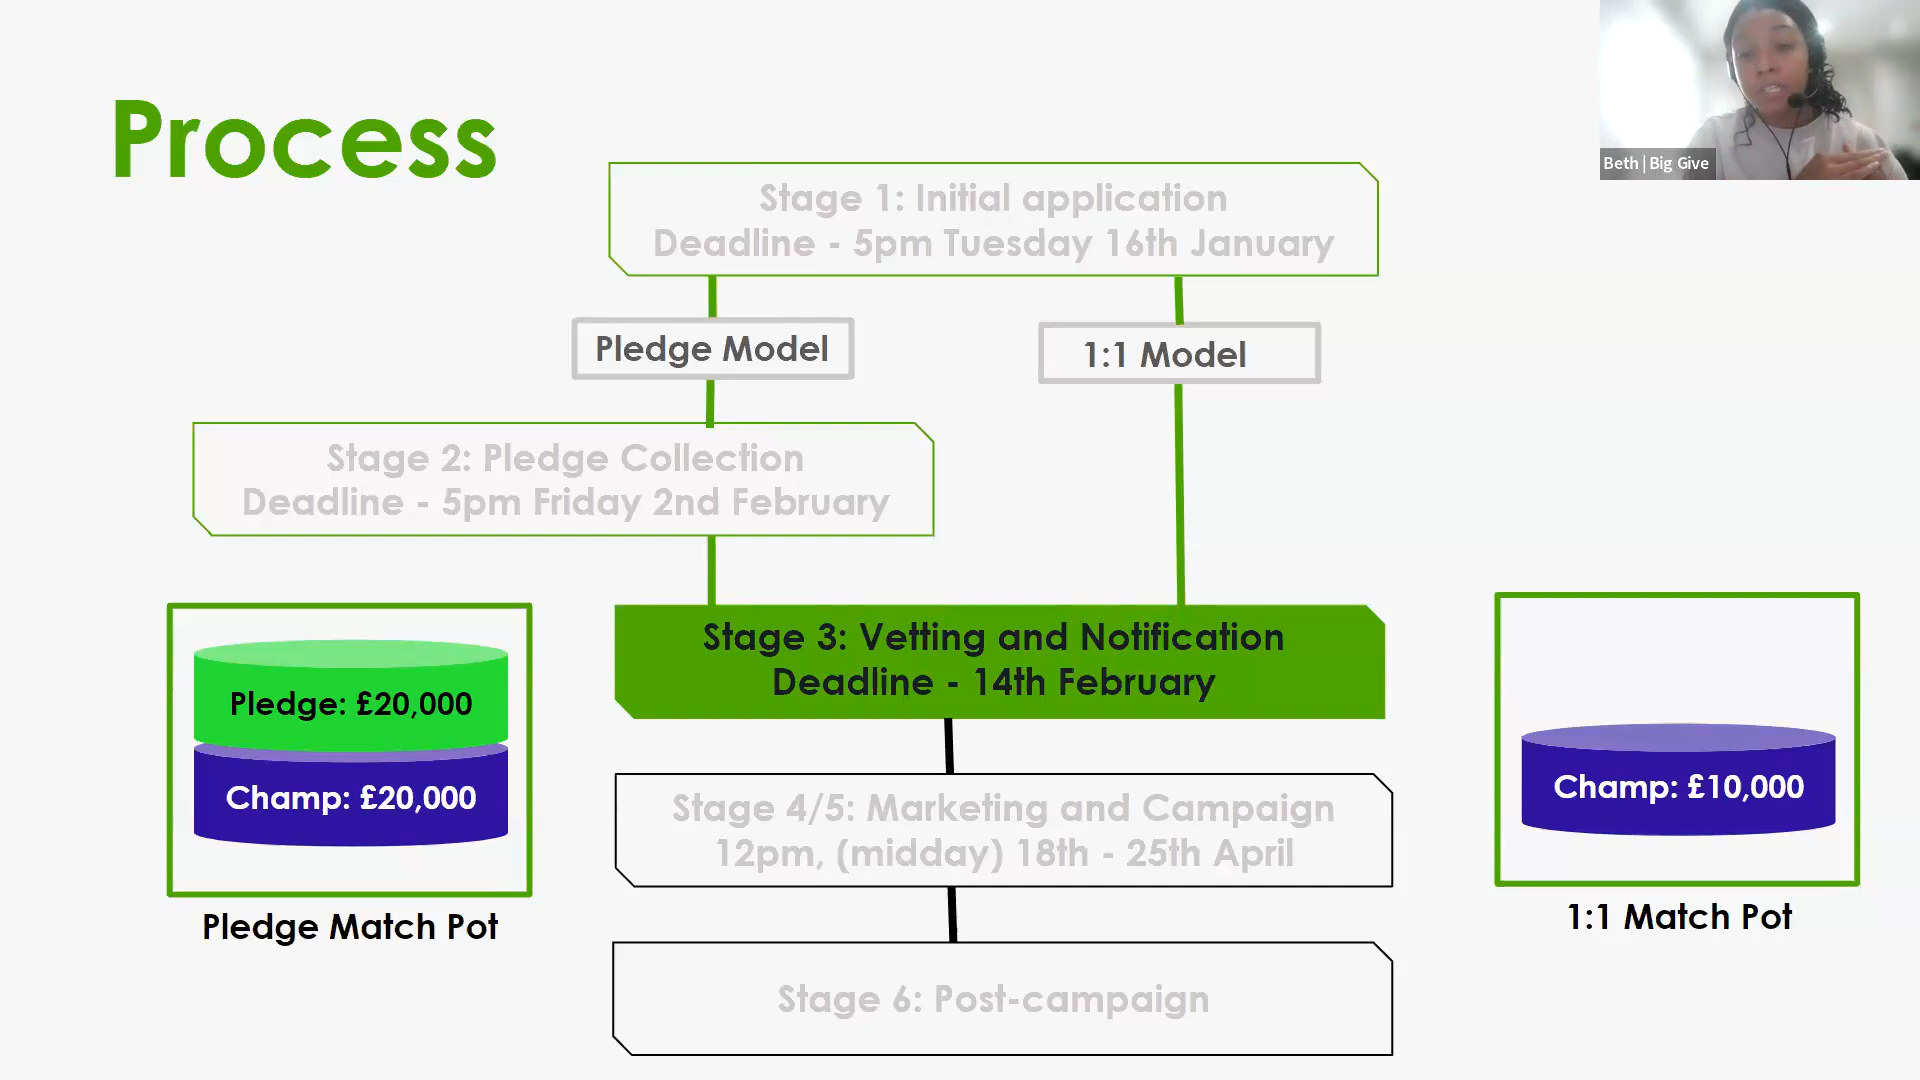 Process
Beth | Big Give
Stage 1: Initial application
Deadline - 5pm Tuesday 16th January
Pledge Model
1:1 Model
Stage 2: Pledge Collection
Deadline - 5pm Friday 2nd February
Stage 3: Vetting and Notification
Deadline - 14th February
Pledge: £20,000
Champ: £20,000
Pledge Match Pot
Champ: £10,000
1:1 Match Pot
Stage 4/5: Marketing and Campaign
12pm, (midday) 18th - 25th April
Stage 6: Post-campaign